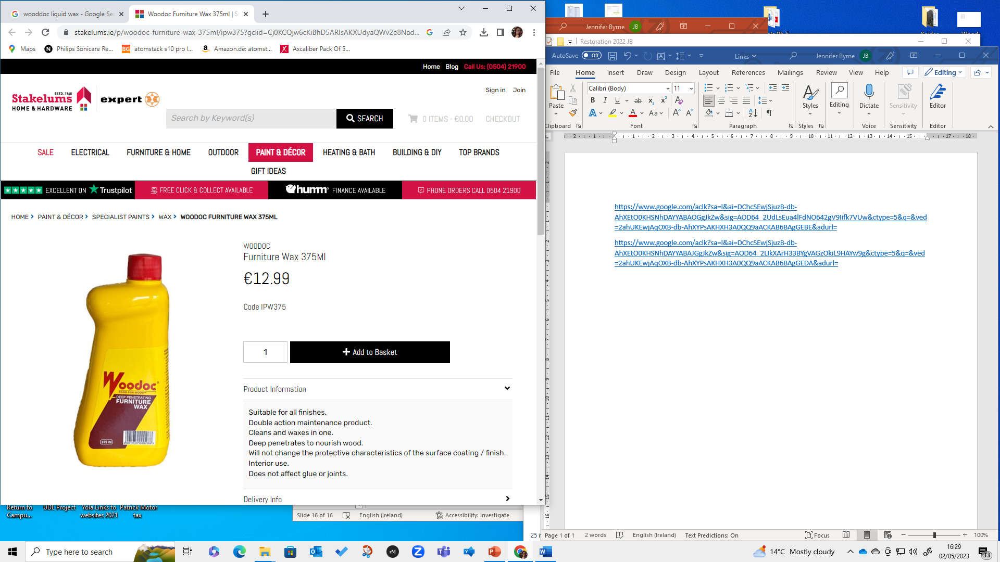 wooddoc liquid wax - Google Sea
Woodoc Furniture Wax 375ml | S
stakelums.ie/p/woodoc-furniture-wax-375ml/ipw375?gclid=Cj0KCQjw6cKiBhD5ARIsAKXUdyaQWv2e8Nad...
Maps
Philips Sonicare Re...
BG
atomstack s10 pro l...
Amazon.de: atomst...
Axcaliber Pack Of 5...
Home
Blog
Call Us: (0504) 21900
Sign in
Join
ESTD. 1960
Stakelums
HOME & HARDWARE
expert
Search by Keyword(s)
SEARCH
0 ITEMS - €0.00
CHECKOUT
SALE
ELECTRICAL
FURNITURE & HOME
OUTDOOR
PAINT & DÉCOR
HEATING & BATH
BUILDING & DIY
TOP BRANDS
GIFT IDEAS
EXCELLENT ON Trustpilot
FREE CLICK & COLLECT AVAILABLE
humm FINANCE AVAILABLE
PHONE ORDERS CALL 0504 21900
HOME > PAINT & DÉCOR > SPECIALIST PAINTS > WAX > WOODOC FURNITURE WAX 375ML
WOODOC
Furniture Wax 375Ml
€12.99
Code IPW375
1
Add to Basket
Woodoc
FOOD FOR WOOD
DEEP PENETRATING
FURNITURE
WAX
375 ml
Product Information
Suitable for all finishes.
Double action maintenance product.
Cleans and waxes in one.
Deep penetrates to nourish wood.
Will not change the protective characteristics of the surface coating / finish.
Interior use.
Does not affect glue or joints.
Delivery Info
Return to
Campu...
UDL Project
Yola Links to
websites 2021
Patrick Motor
tax
Slide 16 of 16
English (Ireland)
Accessibility: Investigate
Jennifer Byrne
JB
Restoration 2022 JB
AutoSave
Off
Links
Jennifer Byrne
JB
File
Home
Insert
Draw
Design
Layout
References
Mailings
Review
View
Help
Editing
Paste
Calibri (Body)
11
Styles
Editing
Dictate
Sensitivity
Editor
Clipboard
Font
Paragraph
Styles
Voice
Sensitivity
Editor
https://www.google.com/aclk?sa=l&ai=DChcSEwjSjuzB-db-
AhXEtO0KHSNhDAYYABAOGgJkZw&sig=AOD64_2UdLsEua4lFdNO642gV9Iifk7VUw&ctype=5&q=&ved
=2ahUKEwjAqOXB-db-AhXYPsAKHXH3A0QQ9aACKAB6BAgGEBE&adurl=
https://www.google.com/aclk?sa=l&ai=DChcSEwjSjuzB-db-
AhXEtO0KHSNhDAYYABAJGgJkZw&sig=AOD64_2LIkXArH33BYgVAGzOkiL9HAYw9g&ctype=5&q=&ved
=2ahUKEwjAqOXB-db-AhXYPsAKHXH3A0QQ9aACKAB6BAgGEDA&adurl=
Page 1 of 1
2 words
English (Ireland)
Text Predictions: On
Focus
100%
Type here to search
14°C Mostly cloudy
16:29
02/05/2023
33